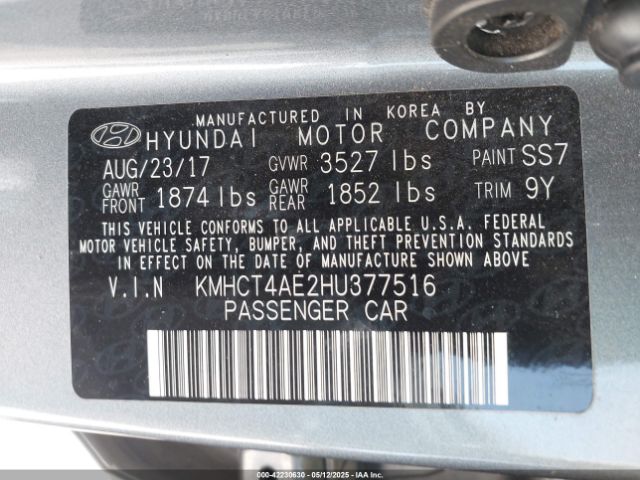 MANUFACTURED IN KOREA BY
HYUNDAI MOTOR COMPANY
AUG/23/17 GVWR 3527 lbs PAINT SS7
GAWR FRONT 1874 lbs GAWR REAR 1852 lbs TRIM 9Y
THIS VEHICLE CONFORMS TO ALL APPLICABLE U.S.A. FEDERAL
MOTOR VEHICLE SAFETY, BUMPER, AND THEFT PREVENTION STANDARDS
IN EFFECT ON THE DATE OF MANUFACTURE SHOWN ABOVE.
V.I.N KMHCT4AE2HU377516
PASSENGER CAR
000-42230630 - 05/12/2025 - IAAI.COM